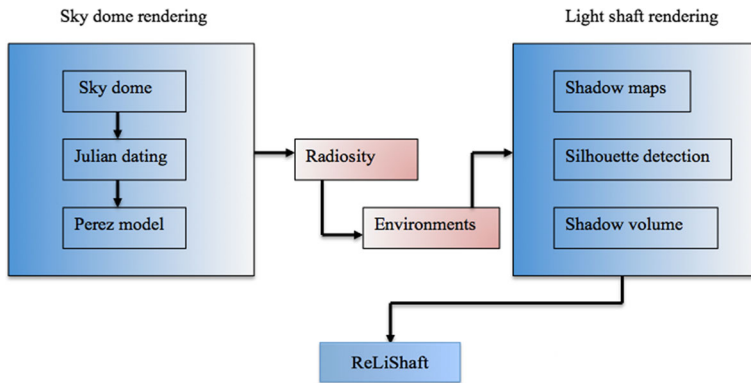 Sky dome rendering
Light shaft rendering
Sky dome
Julian dating
Perez model
Radiosity
Environments
Shadow maps
Silhouette detection
Shadow volume
ReLiShaft